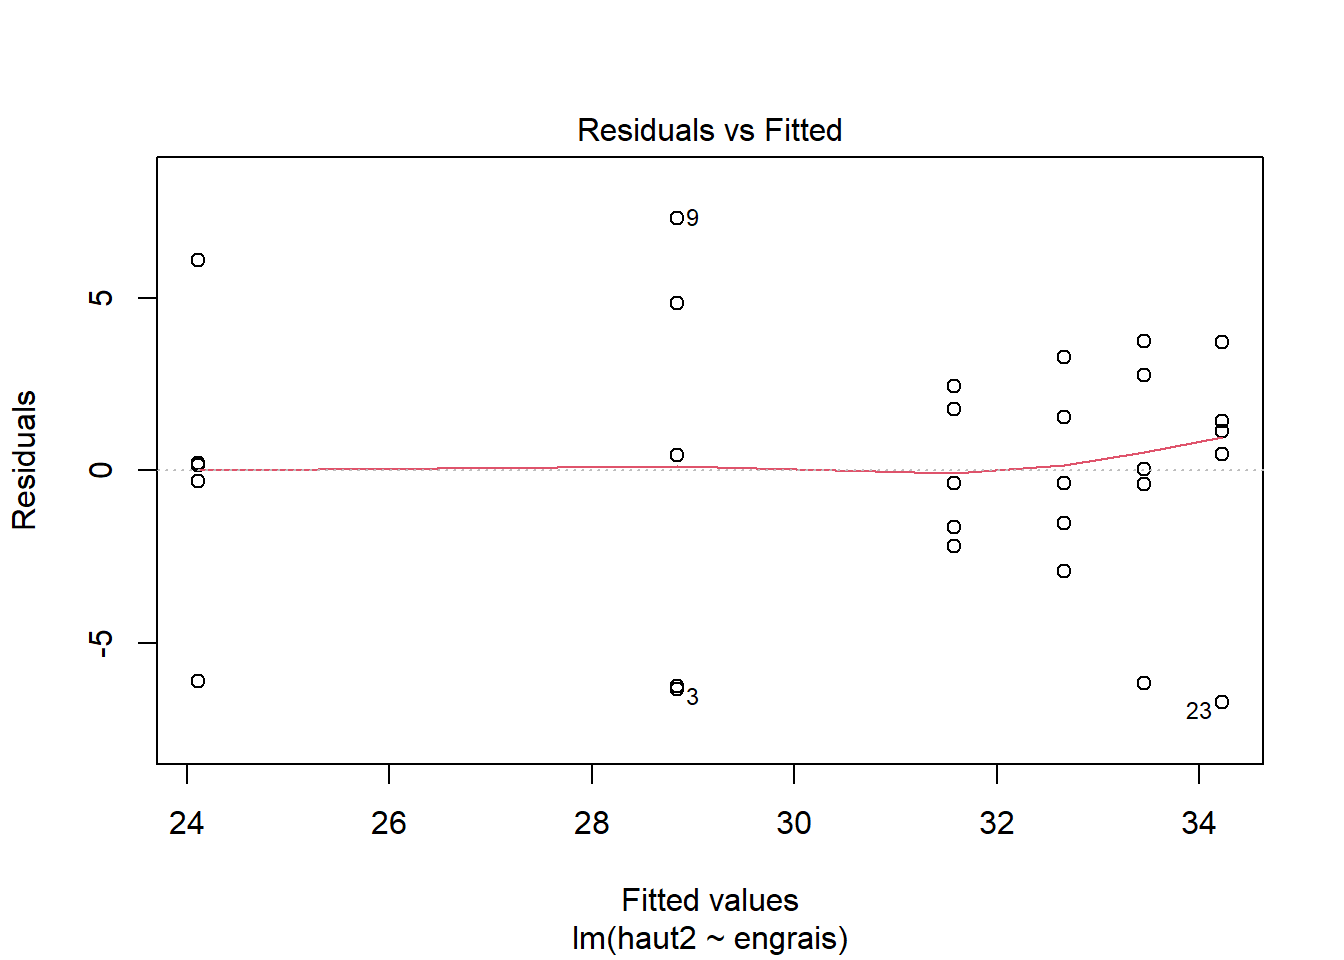 Residuals vs Fitted
Residuals
5
0
-5
9
3
23
24 26 28 30 32 34
Fitted values
lm(haut2 ~ engrais)